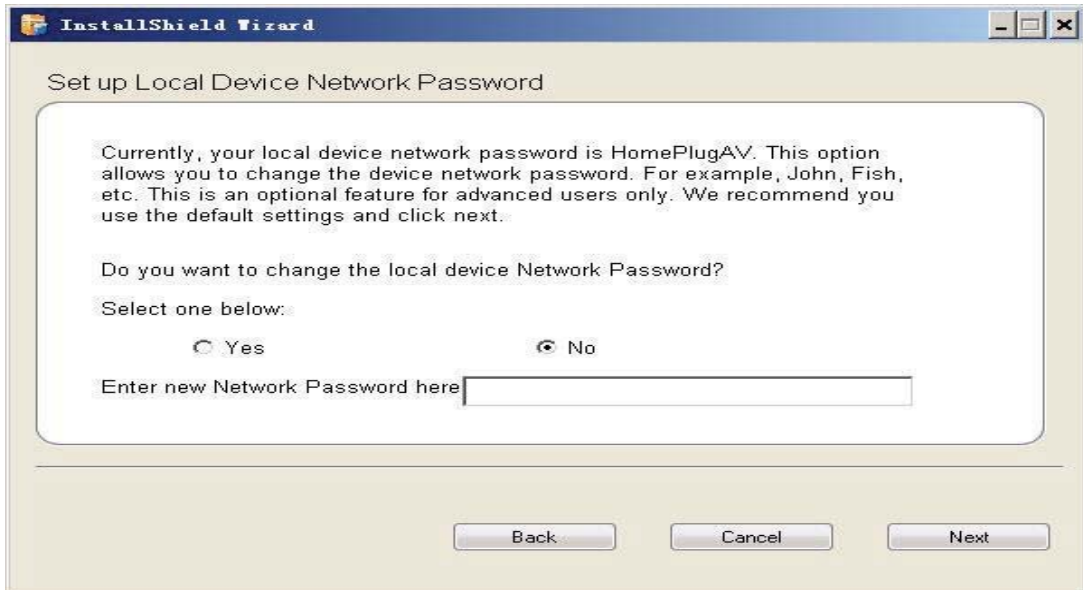 InstallShield Wizard
Set up Local Device Network Password
Currently, your local device network password is HomePlugAV. This option
allows you to change the device network password. For example, John, Fish,
etc. This is an optional feature for advanced users only. We recommend you
use the default settings and click next.
Do you want to change the local device Network Password?
Select one below:
Yes No
Enter new Network Password here
Back Cancel Next